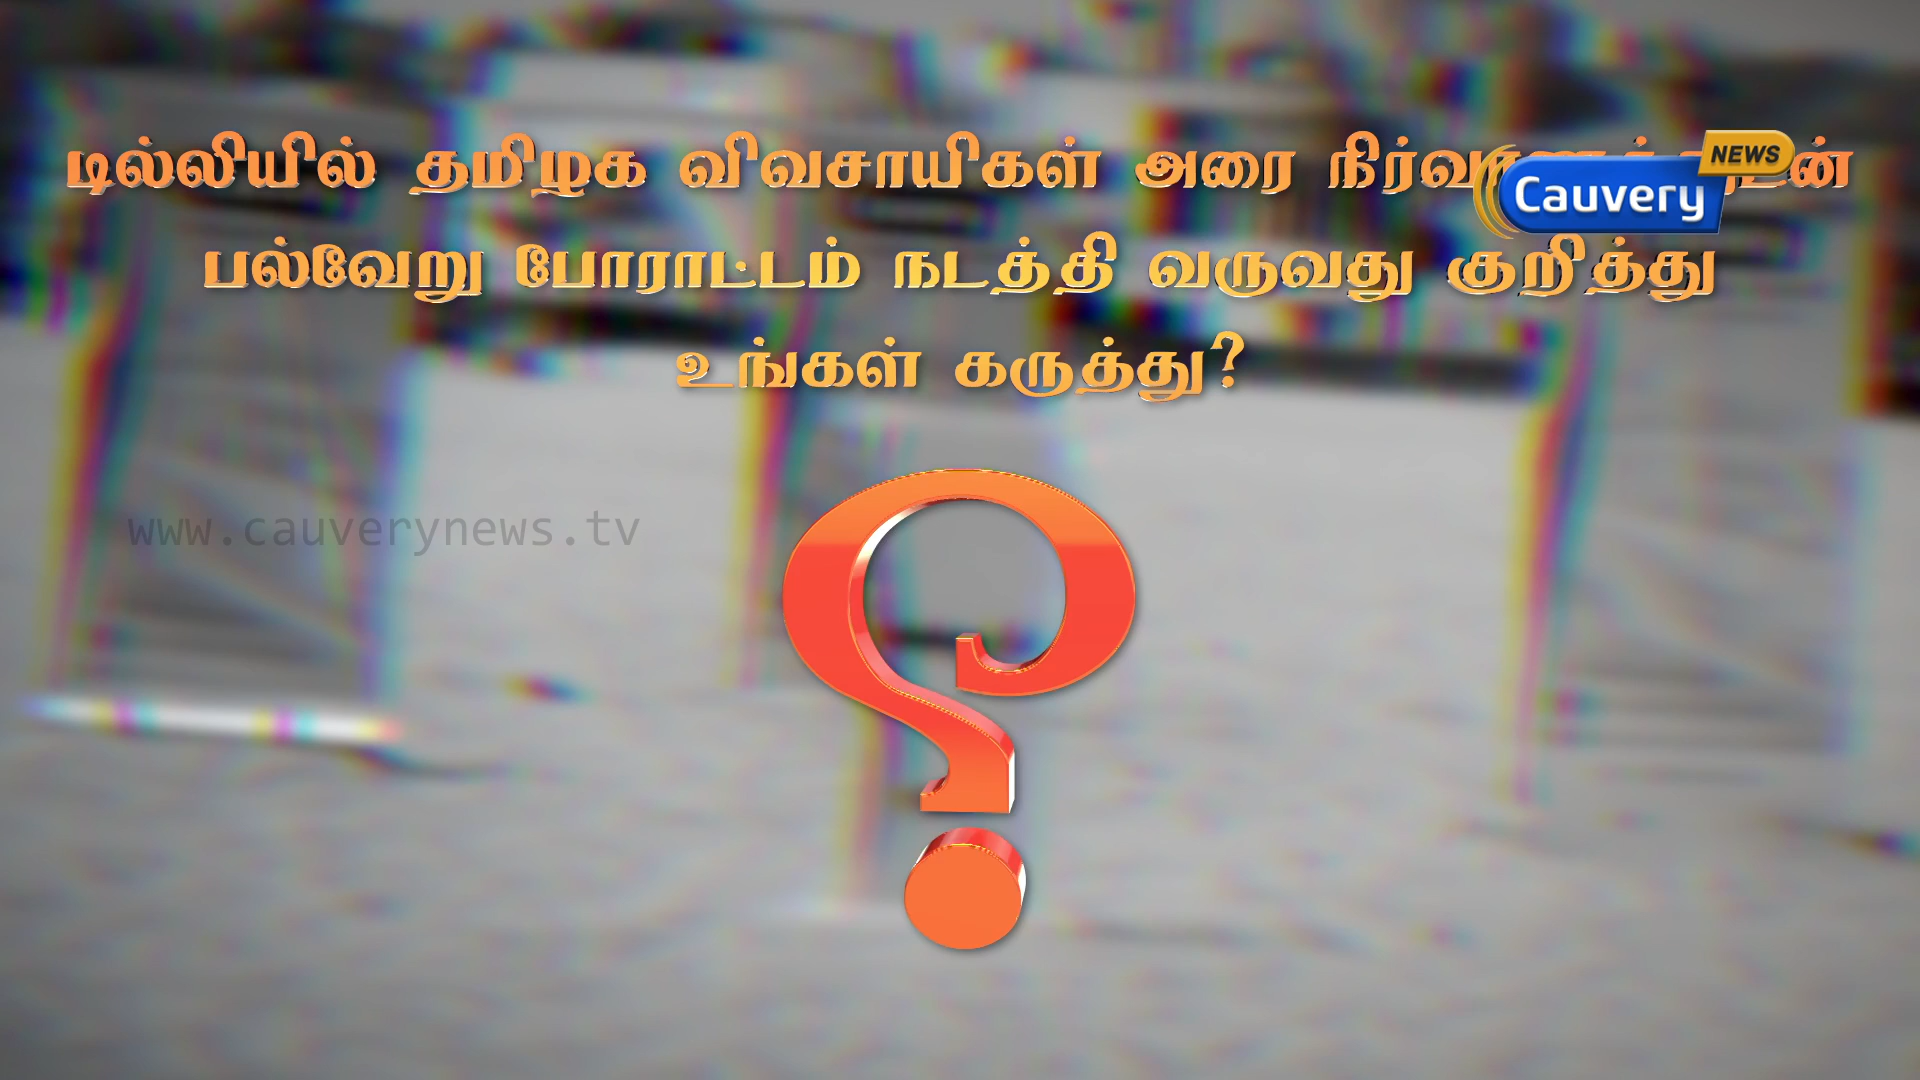 டில்லியில் தமிழக விவசாயிகள் அரை
பல்வேறு போராட்டம் நடத்தி வருவது குறித்து
உங்கள் கருத்து?
Cauvery NEWS
www.cauverynews.tv
?